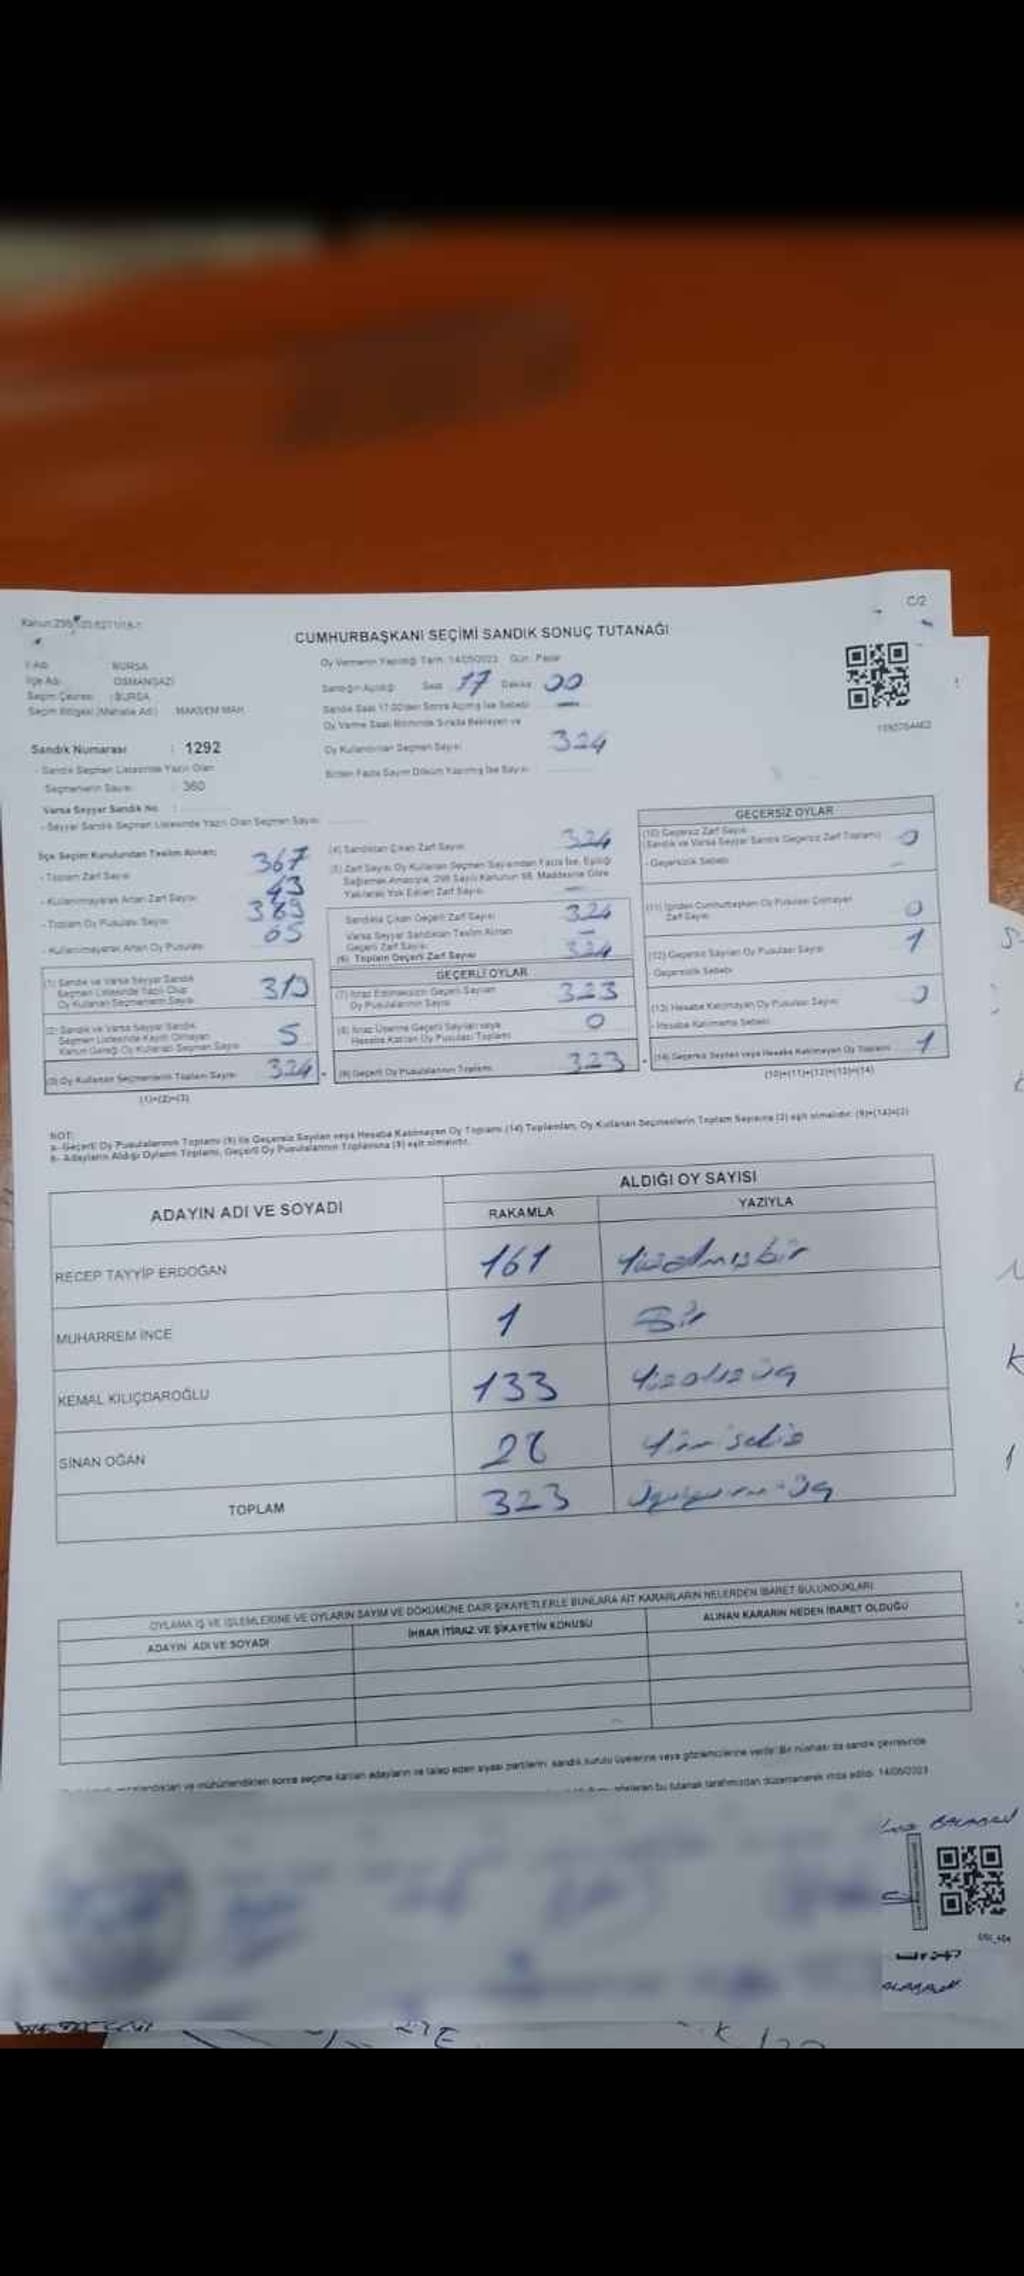 C/2
CUMHURBAŞKANI SEÇİMİ SANDIK SONUÇ TUTANAĞI
İl Adı : BURSA
İlçe Adı : OSMANGAZİ
Seçim Çevresi : BURSA
Seçim Bölgesi (Mahalle Adı) : MAKSEM MAH.
Oy Vermenin Yapıldığı Tarih: 14/05/2023 Gün: Pazar
Sandığın Açıldığı Saat 17 Dakika 00
Sandık Saat 17.00'den Sonra Açılmış İse Sebebi
Oy Verme Saati Bitiminde Sırada Bekleyen ve
Oy Kullandırılan Seçmen Sayısı 324
Birden Fazla Sayım Döküm Yapılmış İse Sayısı
Sandık Numarası : 1292
- Sandık Seçmen Listesinde Yazılı Olan
Seçmenlerin Sayısı : 360
Varsa Seyyar Sandık No :
- Seyyar Sandık Seçmen Listesinde Yazılı Olan Seçmen Sayısı
İlçe Seçim Kurulundan Teslim Alınan;
- Toplam Zarf Sayısı 367
- Kullanılmayarak Artan Zarf Sayısı 43
- Toplam Oy Pusulası Sayısı
- Kullanılmayarak Artan Oy Pusulası 65
(1) Sandık ve Varsa Seyyar Sandık
Seçmen Listesinde Yazılı Olup
Oy Kullanan Seçmenlerin Sayısı
(2) Sandık ve Varsa Seyyar Sandık
Seçmen Listesinde Kayıtlı Olmayan
Kanun Gereği Oy Kullanan Seçmen Sayısı 5
(3) Oy Kullanan Seçmenlerin Toplam Sayısı 324
(1)+(2)=(3)
(4) Sandıktan Çıkan Zarf Sayısı 324
(5) Zarf Sayısı Oy Kullanan Seçmen Sayısından Fazla İse, Eşitliği
Sağlamak Amacıyla, 298 Sayılı Kanunun 98. Maddesine Göre
Yakılarak Yok Edilen Zarf Sayısı
Sandıkta Çıkan Geçerli Zarf Sayısı 324
Varsa Seyyar Sandıktan Teslim Alınan
Geçerli Zarf Sayısı
(6) Toplam Geçerli Zarf Sayısı 324
GEÇERLİ OYLAR
(7) İtiraz Edilmeksizin Geçerli Sayılan
Oy Pusulalarının Sayısı 323
(8) İtiraz Üzerine Geçerli Sayılan veya
Hesaba Katılan Oy Pusulası Toplamı 0
(9) Geçerli Oy Pusulalarının Toplamı 323
GEÇERSİZ OYLAR
(10) Geçersiz Zarf Sayısı
(Sandık ve Varsa Seyyar Sandık Geçersiz Zarf Toplamı) 0
- Geçersizlik Sebebi
(11) İçinden Cumhurbaşkanı Oy Pusulası Çıkmayan
Zarf Sayısı 0
(12) Geçersiz Sayılan Oy Pusulası Sayısı 1
- Geçersizlik Sebebi
(13) Hesaba Katılmayan Oy Pusulası Sayısı 0
- Hesaba Katılmama Sebebi
(14) Geçersiz Sayılan veya Hesaba Katılmayan Oy Toplamı 1
(10)+(11)+(12)+(13)=(14)
NOT:
a- Geçerli Oy Pusulalarının Toplamı (9) ile Geçersiz Sayılan veya Hesaba Katılmayan Oy Toplamı (14) Toplamları, Oy Kullanan Seçmenlerin Toplam Sayısına (3) eşit olmalıdır. (9)+(14)=(3)
b- Adayların Aldığı Oyların Toplamı, Geçerli Oy Pusulalarının Toplamına (9) eşit olmalıdır.
ADAYIN ADI VE SOYADI
ALDIĞI OY SAYISI
RAKAMLA YAZIYLA
RECEP TAYYİP ERDOĞAN 161 Yüzatmışbir
MUHARREM İNCE 1 Bir
KEMAL KILIÇDAROĞLU 133 Yüzotuzüç
SİNAN OĞAN 28 Yirmisekiz
TOPLAM 323 Üçyüzyirmiüç
OYLAMA İŞ VE İŞLEMLERİNE VE OYLARIN SAYIM VE DÖKÜMÜNE DAİR ŞİKAYETLERLE BUNLARA AİT KARARLARIN NELERDEN İBARET BULUNDUKLARI
ADAYIN ADI VE SOYADI
İHBAR İTİRAZ VE ŞİKAYETİN KONUSU
ALINAN KARARIN NEDEN İBARET OLDUĞU
sonra seçime katılan adayların ve talep eden siyasi partilerin, sandık kurulu üyelerine veya gözlemcilerine verilir. Bir nüshası da sandık çevresinde
bu tutanak tarafımızdan düzenlenerek imza edildi. 14/05/2023